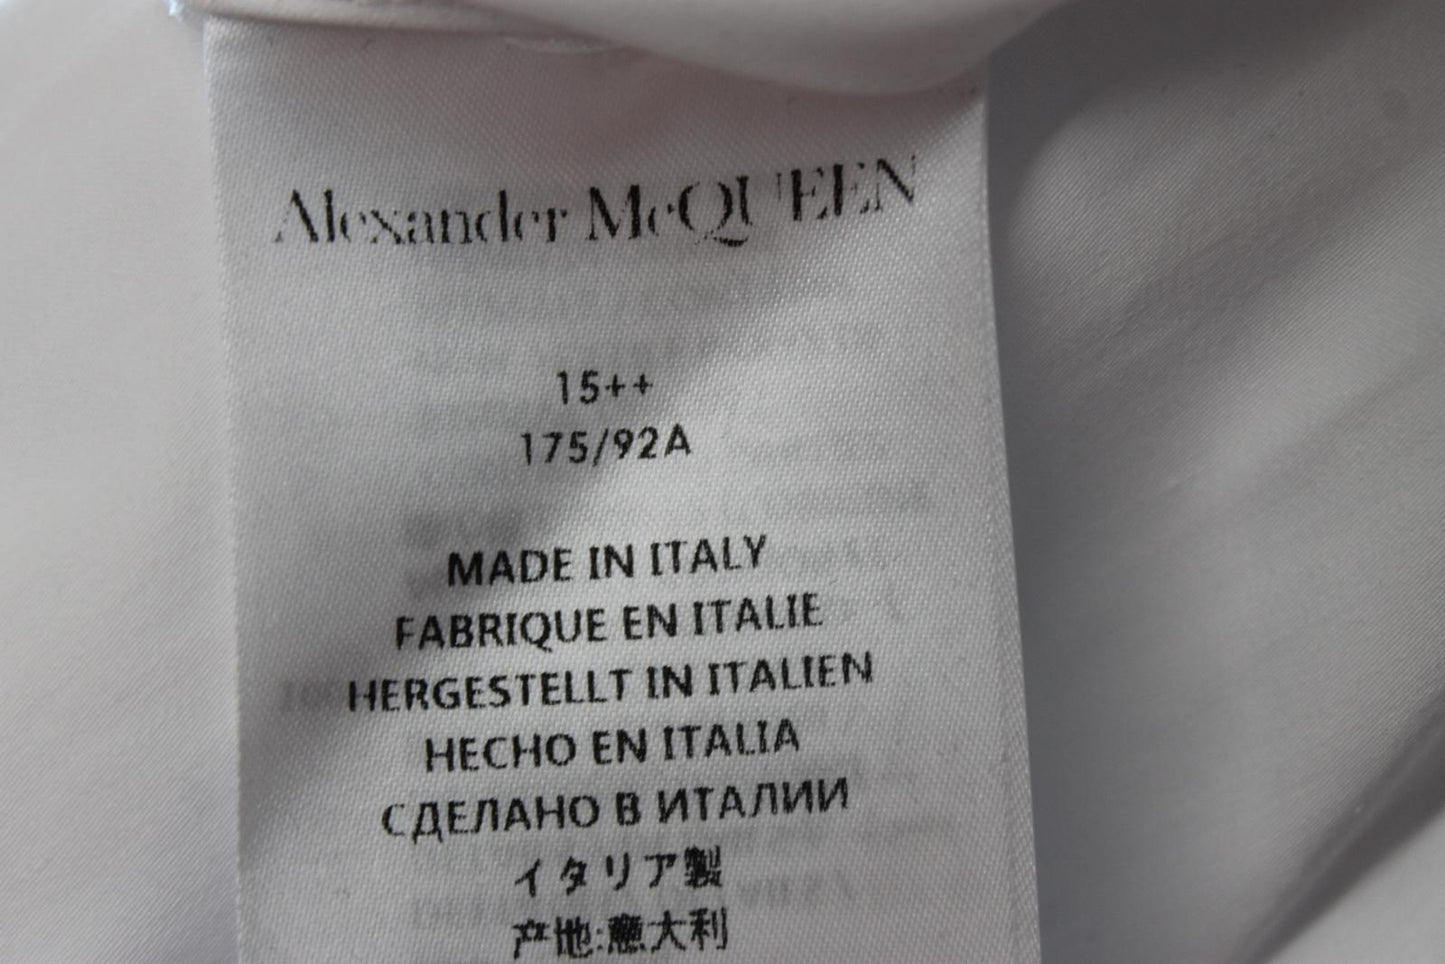 Alexander McQUEEN
15++
175/92A
MADE IN ITALY
FABRIQUE EN ITALIE
HERGESTELLT IN ITALIEN
HECHO EN ITALIA
СДЕЛАНО В ИТАЛИИ
イタリア製
产地:意大利